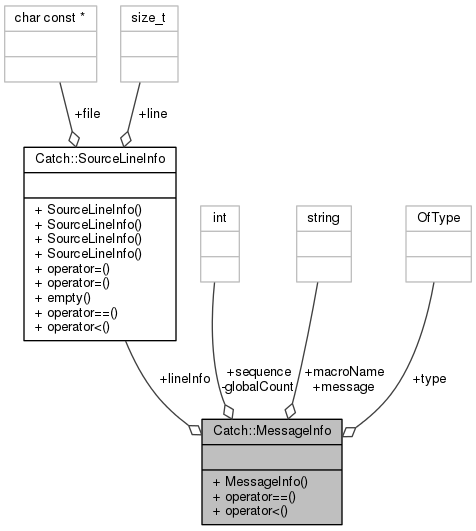 char const *
size_t
+file
+line
Catch::SourceLineInfo
+ SourceLineInfo()
+ SourceLineInfo()
+ SourceLineInfo()
+ SourceLineInfo()
+ operator=()
+ operator=()
+ empty()
+ operator==()
+ operator<()
int
string
OfType
+lineInfo
+sequence
-globalCount
+macroName
+message
+type
Catch::MessageInfo
+ MessageInfo()
+ operator==()
+ operator<()